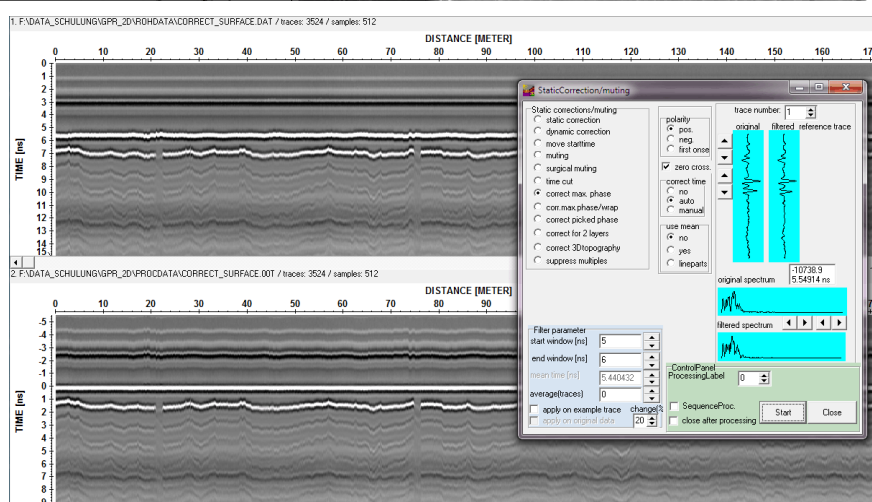 1. F:\DATA_SCHULUNG\GPR_2D\ROHDATA\CORRECT_SURFACE.DAT / traces: 3524 / samples: 512
DISTANCE [METER]
0 10 20 30 40 50 60 70 80 90 100 110 120 130 140 150 160 170
TIME [ns]
0
1
2
3
4
5
6
7
8
9
10
11
12
13
14
15
2. F:\DATA_SCHULUNG\GPR_2D\PROCDATA\CORRECT_SURFACE.00T / traces: 3524 / samples: 512
DISTANCE [METER]
0 10 20 30 40 50 60 70 80 90
TIME [ns]
-5
-4
-3
-2
-1
0
1
2
3
4
5
6
7
8
9
StaticCorrection/muting
Static corrections/muting
static correction
dynamic correction
move starttime
muting
surgical muting
time cut
correct max. phase
corr.max.phase/wrap
correct picked phase
correct for 2 layers
correct 3Dtopography
suppress multiples
polarity
pos.
neg.
first onse
zero cross.
correct time
no
auto
manual
use mean
no
yes
lineparts
trace number: 1
original filtered reference trace
-10738.9
5.54914 ns
original spectrum
filtered spectrum
Filter parameter
start window [ns] 5
end window [ns] 6
mean time [ns] 5.440432
average(traces) 0
apply on example trace change(%
apply on original data 20
ControlPanel
ProcessingLabel 0
SequenceProc.
close after processing
Start Close